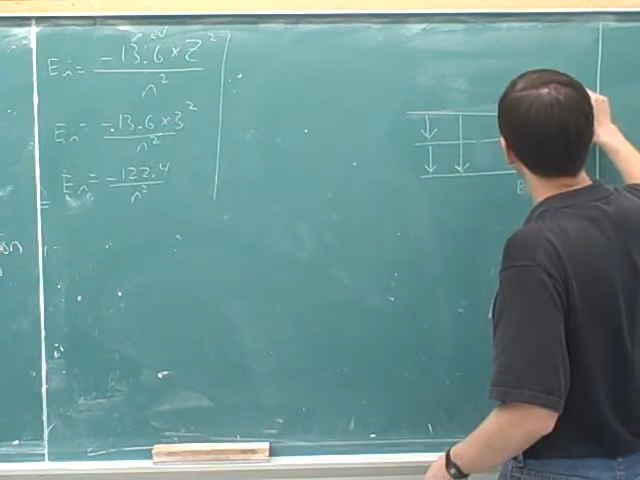 -13.6 eV × Z²
Eₙ = ─────
n²
Eₙ = -13.6 × 3² / n²
Eₙ = -122.4 / n²
E